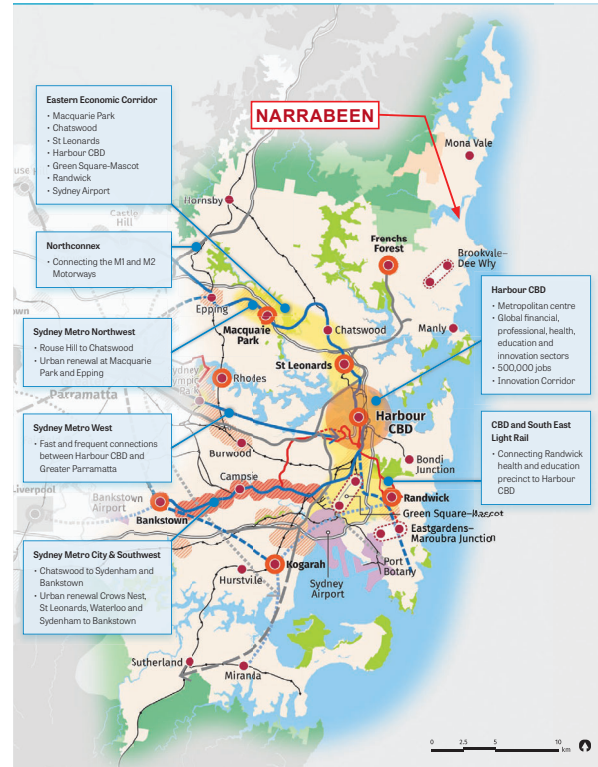 Eastern Economic Corridor
• Macquarie Park
• Chatswood
• St Leonards
• Harbour CBD
• Green Square-Mascot
• Randwick
• Sydney Airport
NARRABEEN
Mona Vale
Hornsby
Castle
Hill
Northconnex
• Connecting the M1 and M2
Motorways
Frenchs
Forest
Brookvale–
Dee Why
Harbour CBD
• Metropolitan centre
• Global financial,
professional, health,
education and
innovation sectors
• 500,000 jobs
• Innovation Corridor
Epping
Macquaie
Park
Chatswood
Manly
Sydney Metro Northwest
• Rouse Hill to Chatswood
• Urban renewal at Macquarie
Park and Epping
St Leonards
Rhodes
Parramatta
Harbour
CBD
Sydney Metro West
• Fast and frequent connections
between Harbour CBD and
Greater Parramatta
CBD and South East
Light Rail
• Connecting Randwick
health and education
precinct to Harbour
CBD
Burwood
Bondi
Junction
Campsie
Liverpool
Bankstown
Airport
Bankstown
Randwick
Green Square–Mascot
Eastgardens–
Maroubra Junction
Sydney Metro City & Southwest
• Chatswood to Sydenham and
Bankstown
• Urban renewal Crows Nest,
St Leonards, Waterloo and
Sydenham to Bankstown
Kogarah
Hurstville
Sydney
Airport
Port
Botany
Sutherland
Miranda
0 2.5 5 10
km